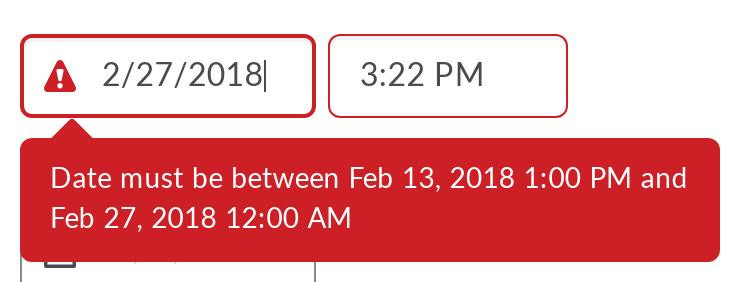 2/27/2018 3:22 PM
Date must be between Feb 13, 2018 1:00 PM and
Feb 27, 2018 12:00 AM